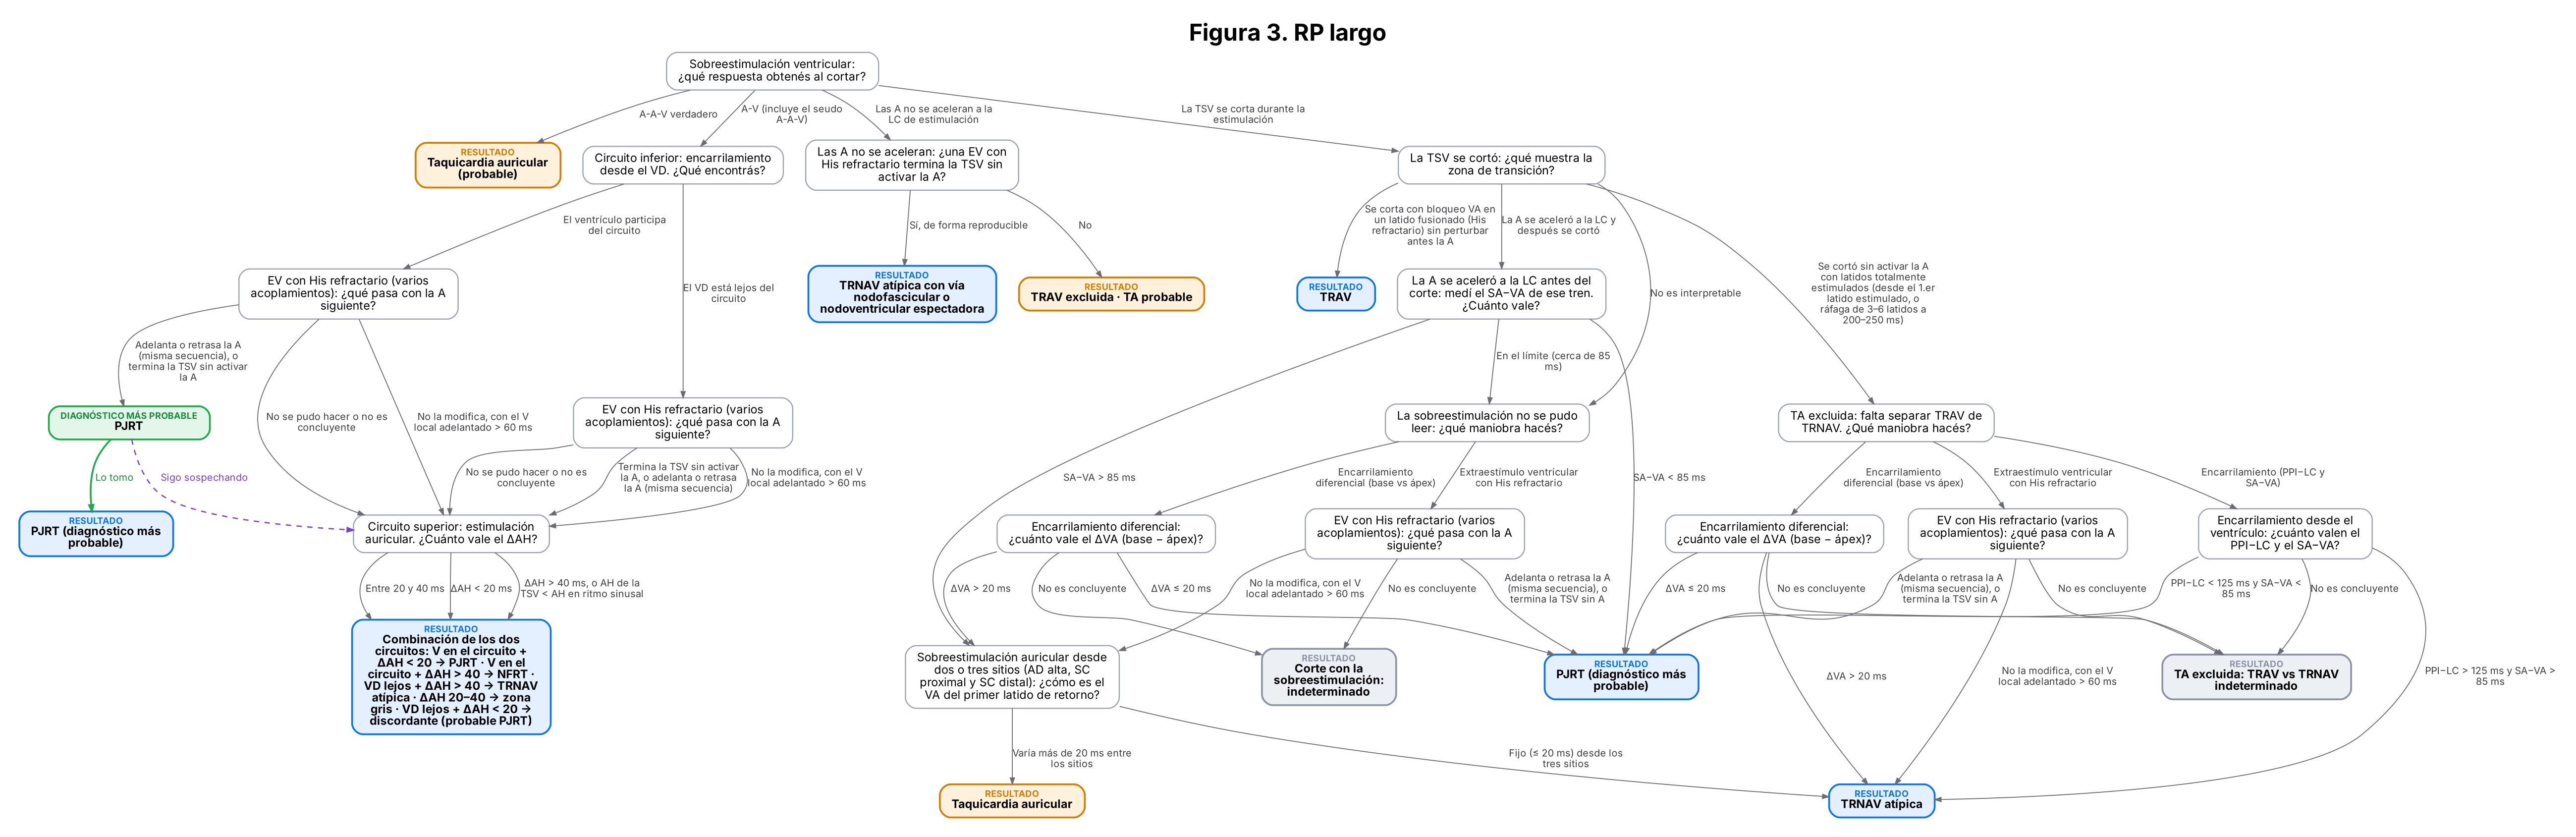 Figura 3. RP largo
Sobreestimulación ventricular:
¿qué respuesta obtenés al cortar?
A-A-V verdadero
A-V (incluye el seudo
A-A-V)
Las A no se aceleran a la
LC de estimulación
La TSV se corta durante la
estimulación
RESULTADO
Taquicardia auricular
(probable)
Circuito inferior: encarrilamiento
desde el VD. ¿Qué encontrás?
Las A no se aceleran: ¿una EV con
His refractario termina la TSV sin
activar la A?
La TSV se cortó: ¿qué muestra la
zona de transición?
El ventrículo participa
del circuito
El VD está lejos del
circuito
Sí, de forma reproducible
No
Se corta con bloqueo VA en
un latido fusionado (His
refractario) sin perturbar
antes la A
La A se aceleró a la LC y
después se cortó
No es interpretable
Se cortó sin activar la A
con latidos totalmente
estimulados (desde el 1.er
latido estimulado, o
ráfaga de 3–6 latidos a
200–250 ms)
EV con His refractario (varios
acoplamientos): ¿qué pasa con la A
siguiente?
RESULTADO
TRNAV atípica con vía
nodofascicular o
nodoventricular espectadora
RESULTADO
TRAV excluida · TA probable
RESULTADO
TRAV
La A se aceleró a la LC antes del
corte: medí el SA−VA de ese tren.
¿Cuánto vale?
Adelanta o retrasa la A
(misma secuencia), o
termina la TSV sin activar
la A
No se pudo hacer o no es
concluyente
No la modifica, con el V
local adelantado > 60 ms
En el límite (cerca de 85
ms)
DIAGNÓSTICO MÁS PROBABLE
PJRT
EV con His refractario (varios
acoplamientos): ¿qué pasa con la A
siguiente?
La sobreestimulación no se pudo
leer: ¿qué maniobra hacés?
TA excluida: falta separar TRAV de
TRNAV. ¿Qué maniobra hacés?
Lo tomo
Sigo sospechando
No se pudo hacer o no es
concluyente
Termina la TSV sin activar
la A, o adelanta o retrasa
la A (misma secuencia)
No la modifica, con el V
local adelantado > 60 ms
SA−VA > 85 ms
Encarrilamiento
diferencial (base vs ápex)
Extraestímulo ventricular
con His refractario
SA−VA < 85 ms
Encarrilamiento
diferencial (base vs ápex)
Extraestímulo ventricular
con His refractario
Encarrilamiento (PPI−LC y
SA−VA)
RESULTADO
PJRT (diagnóstico más
probable)
Circuito superior: estimulación
auricular. ¿Cuánto vale el ΔAH?
Encarrilamiento diferencial:
¿cuánto vale el ΔVA (base − ápex)?
EV con His refractario (varios
acoplamientos): ¿qué pasa con la A
siguiente?
Encarrilamiento diferencial:
¿cuánto vale el ΔVA (base − ápex)?
EV con His refractario (varios
acoplamientos): ¿qué pasa con la A
siguiente?
Encarrilamiento desde el
ventrículo: ¿cuánto valen el
PPI−LC y el SA−VA?
Entre 20 y 40 ms
ΔAH < 20 ms
ΔAH > 40 ms, o AH de la
TSV < AH en ritmo sinusal
ΔVA > 20 ms
No es concluyente
ΔVA ≤ 20 ms
No la modifica, con el V
local adelantado > 60 ms
No es concluyente
Adelanta o retrasa la A
(misma secuencia), o
termina la TSV sin A
ΔVA ≤ 20 ms
No es concluyente
Adelanta o retrasa la A
(misma secuencia), o
termina la TSV sin A
No es concluyente
PPI−LC < 125 ms y SA−VA <
85 ms
No es concluyente
RESULTADO
Combinación de los dos
circuitos: V en el circuito +
ΔAH < 20 → PJRT · V en el
circuito + ΔAH > 40 → NFRT ·
VD lejos + ΔAH > 40 → TRNAV
atípica · ΔAH 20–40 → zona
gris · VD lejos + ΔAH < 20 →
discordante (probable PJRT)
Sobreestimulación auricular desde
dos o tres sitios (AD alta, SC
proximal y SC distal): ¿cómo es el
VA del primer latido de retorno?
RESULTADO
Corte con la
sobreestimulación:
indeterminado
RESULTADO
PJRT (diagnóstico más
probable)
ΔVA > 20 ms
No la modifica, con el V
local adelantado > 60 ms
RESULTADO
TA excluida: TRAV vs TRNAV
indeterminado
PPI−LC > 125 ms y SA−VA >
85 ms
Varía más de 20 ms entre
los sitios
Fijo (≤ 20 ms) desde los
tres sitios
RESULTADO
Taquicardia auricular
RESULTADO
TRNAV atípica